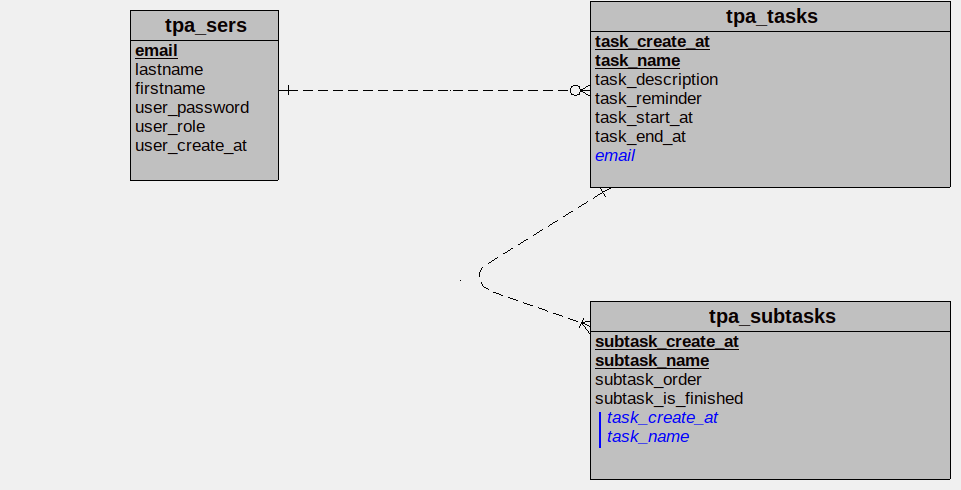 tpa_sers
email
lastname
firstname
user_password
user_role
user_create_at
tpa_tasks
task_create_at
task_name
task_description
task_reminder
task_start_at
task_end_at
email
tpa_subtasks
subtask_create_at
subtask_name
subtask_order
subtask_is_finished
task_create_at
task_name